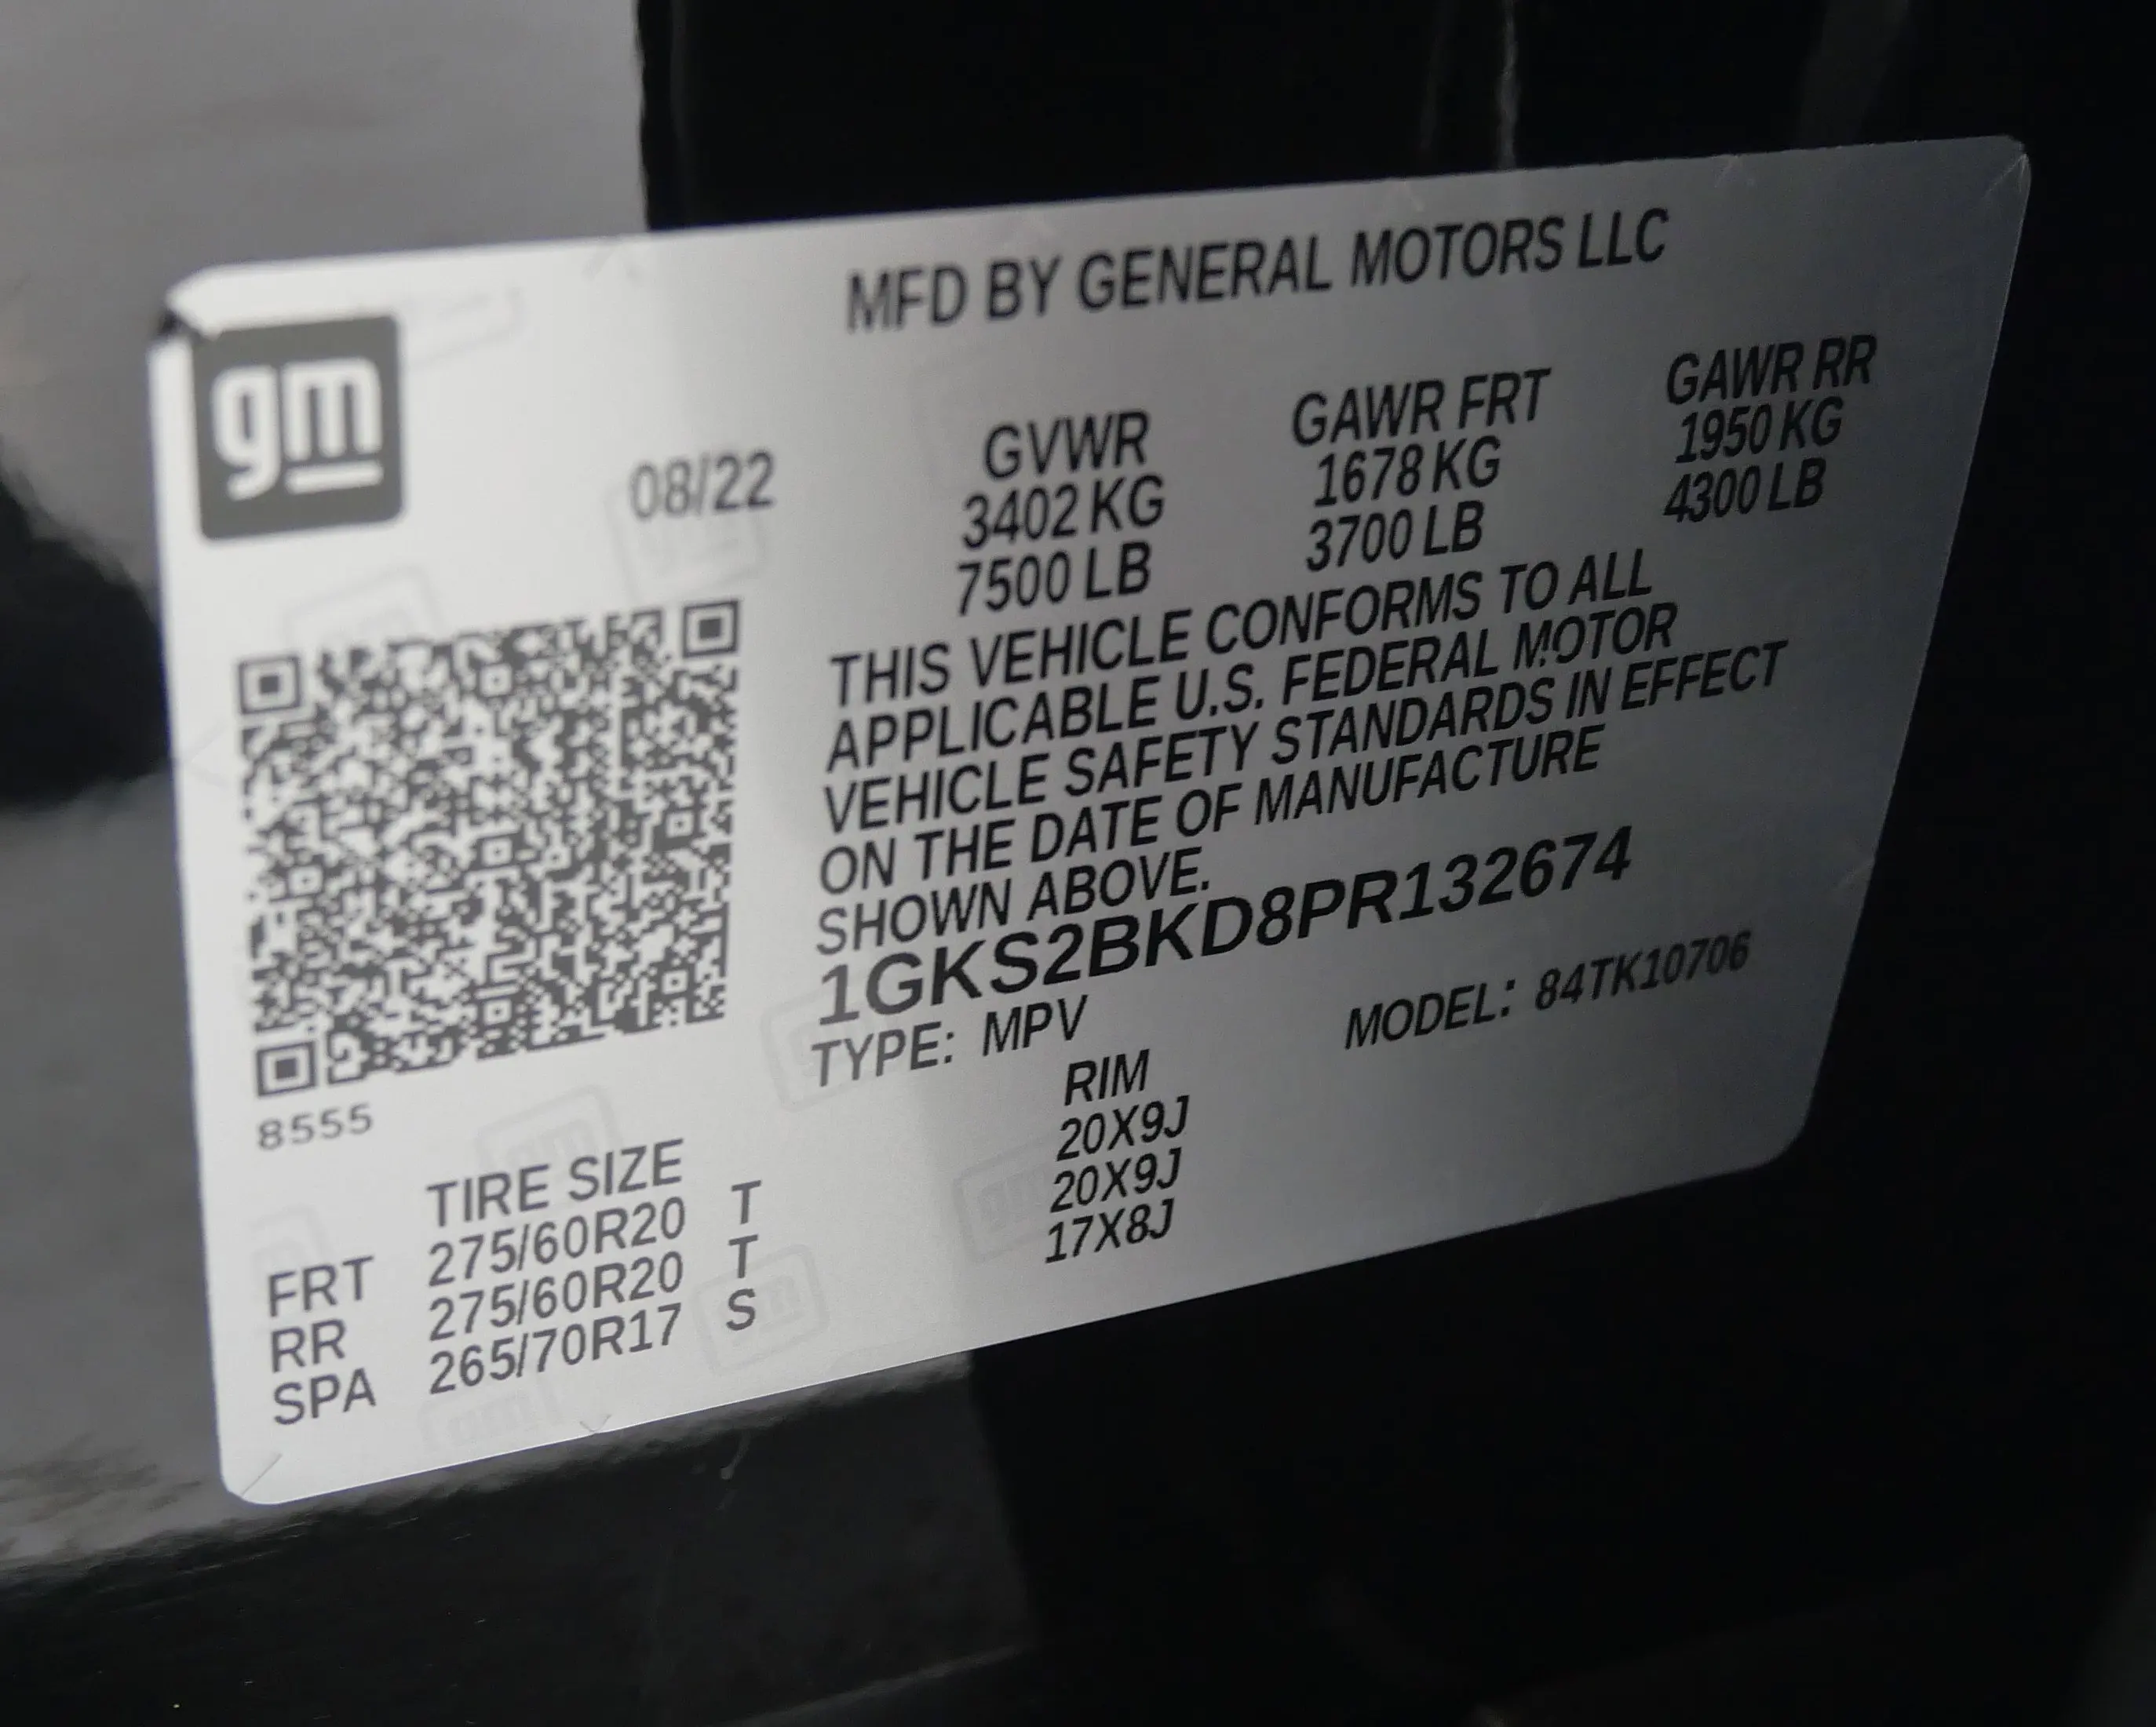 gm
MFD BY GENERAL MOTORS LLC
08/22
GVWR GAWR FRT GAWR RR
3402 KG 1678 KG 1950 KG
7500 LB 3700 LB 4300 LB
THIS VEHICLE CONFORMS TO ALL
APPLICABLE U.S. FEDERAL MOTOR
VEHICLE SAFETY STANDARDS IN EFFECT
ON THE DATE OF MANUFACTURE
SHOWN ABOVE.
1GKS2BKD8PR132674
TYPE: MPV MODEL: 84TK10706
8555
TIRE SIZE RIM
FRT 275/60R20 T 20X9J
RR 275/60R20 T 20X9J
SPA 265/70R17 S 17X8J